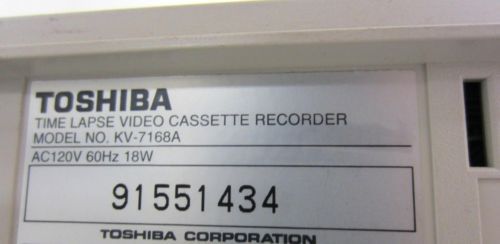 TOSHIBA
TIME LAPSE VIDEO CASSETTE RECORDER
MODEL NO. KV-7168A
AC120V 60Hz 18W
91551434
TOSHIBA CORPORATION